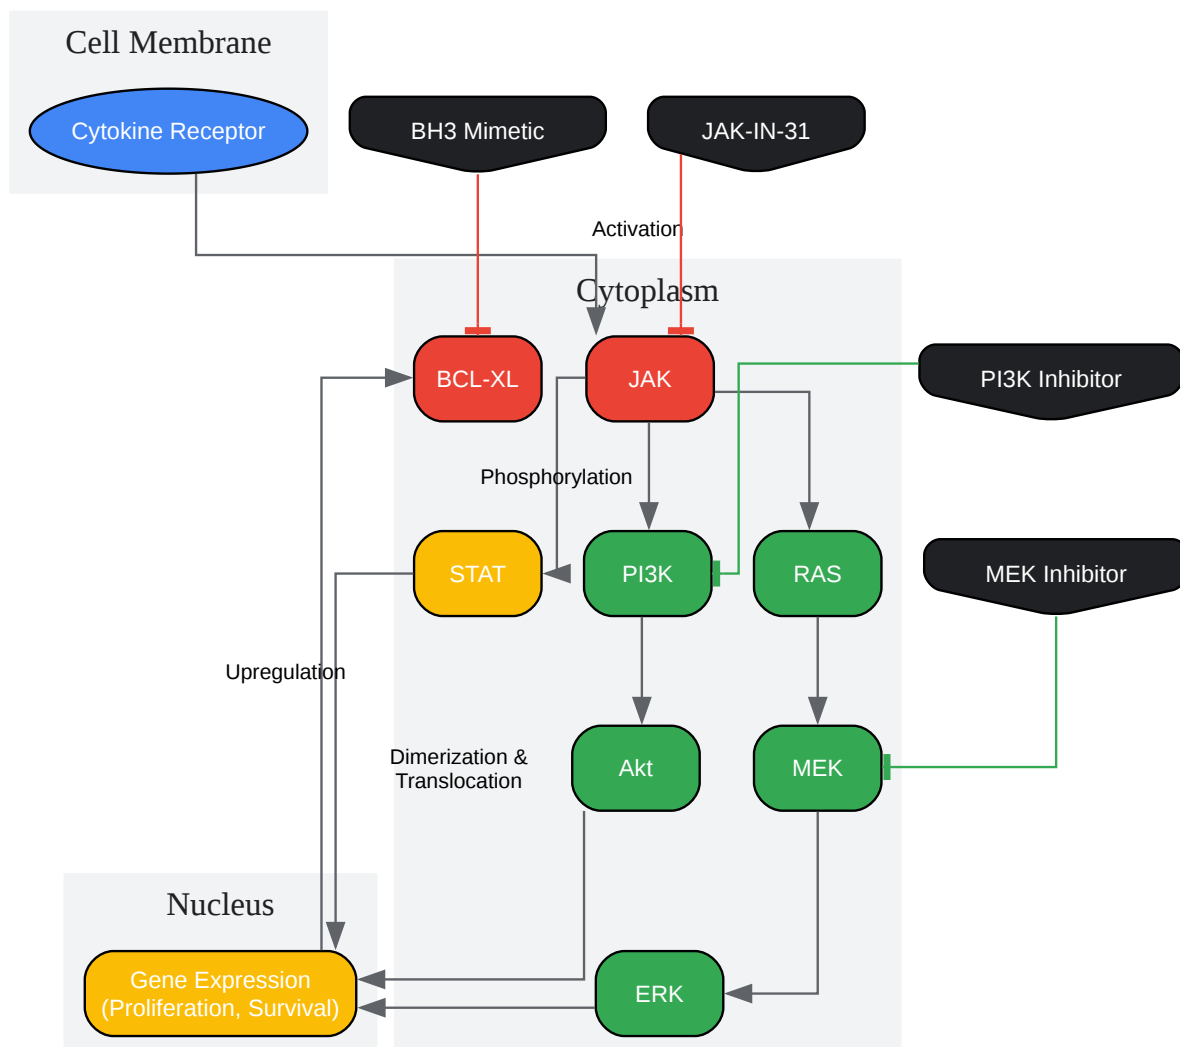 Cell Membrane
Cytokine Receptor
BH3 Mimetic
JAK-IN-31
Activation
Cytoplasm
BCL-XL
JAK
PI3K Inhibitor
Phosphorylation
STAT
PI3K
RAS
MEK Inhibitor
Upregulation
Dimerization &
Translocation
Akt
MEK
Nucleus
Gene Expression
(Proliferation, Survival)
ERK